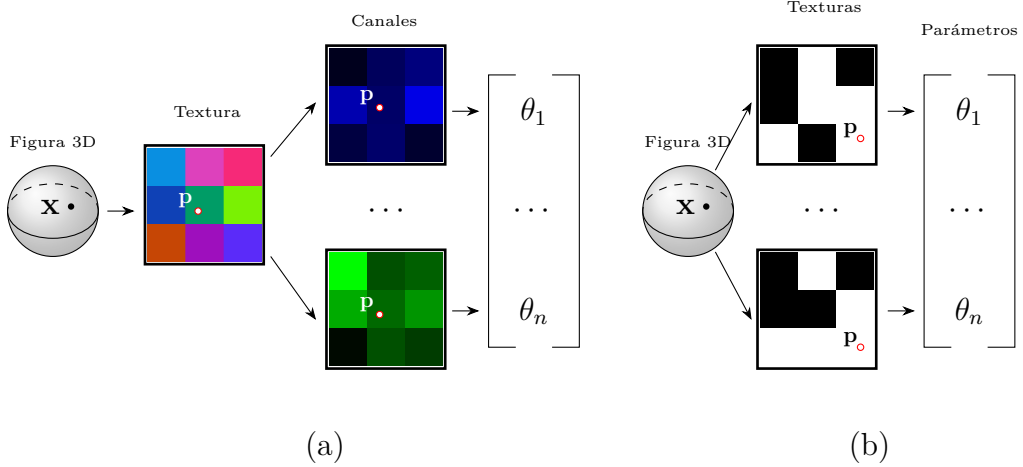 Canales
Textura
Figura 3D
x
p
p
p
θ1
...
...
θn
(a)
Texturas
Parámetros
Figura 3D
x
p
p
θ1
...
...
θn
(b)